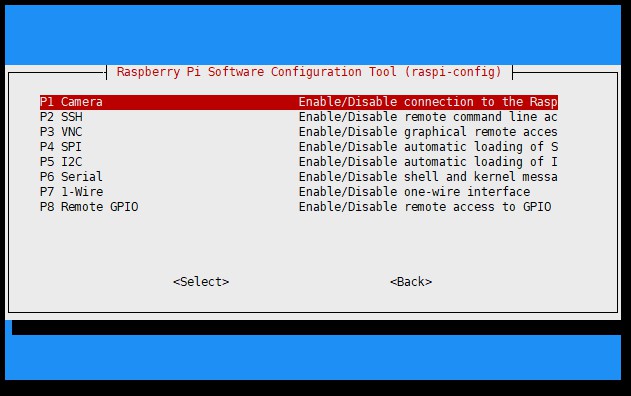 Raspberry Pi Software Configuration Tool (raspi-config)
P1 Camera Enable/Disable connection to the Rasp
P2 SSH Enable/Disable remote command line ac
P3 VNC Enable/Disable graphical remote acces
P4 SPI Enable/Disable automatic loading of S
P5 I2C Enable/Disable automatic loading of I
P6 Serial Enable/Disable shell and kernel messa
P7 1-Wire Enable/Disable one-wire interface
P8 Remote GPIO Enable/Disable remote access to GPIO
<Select> <Back>